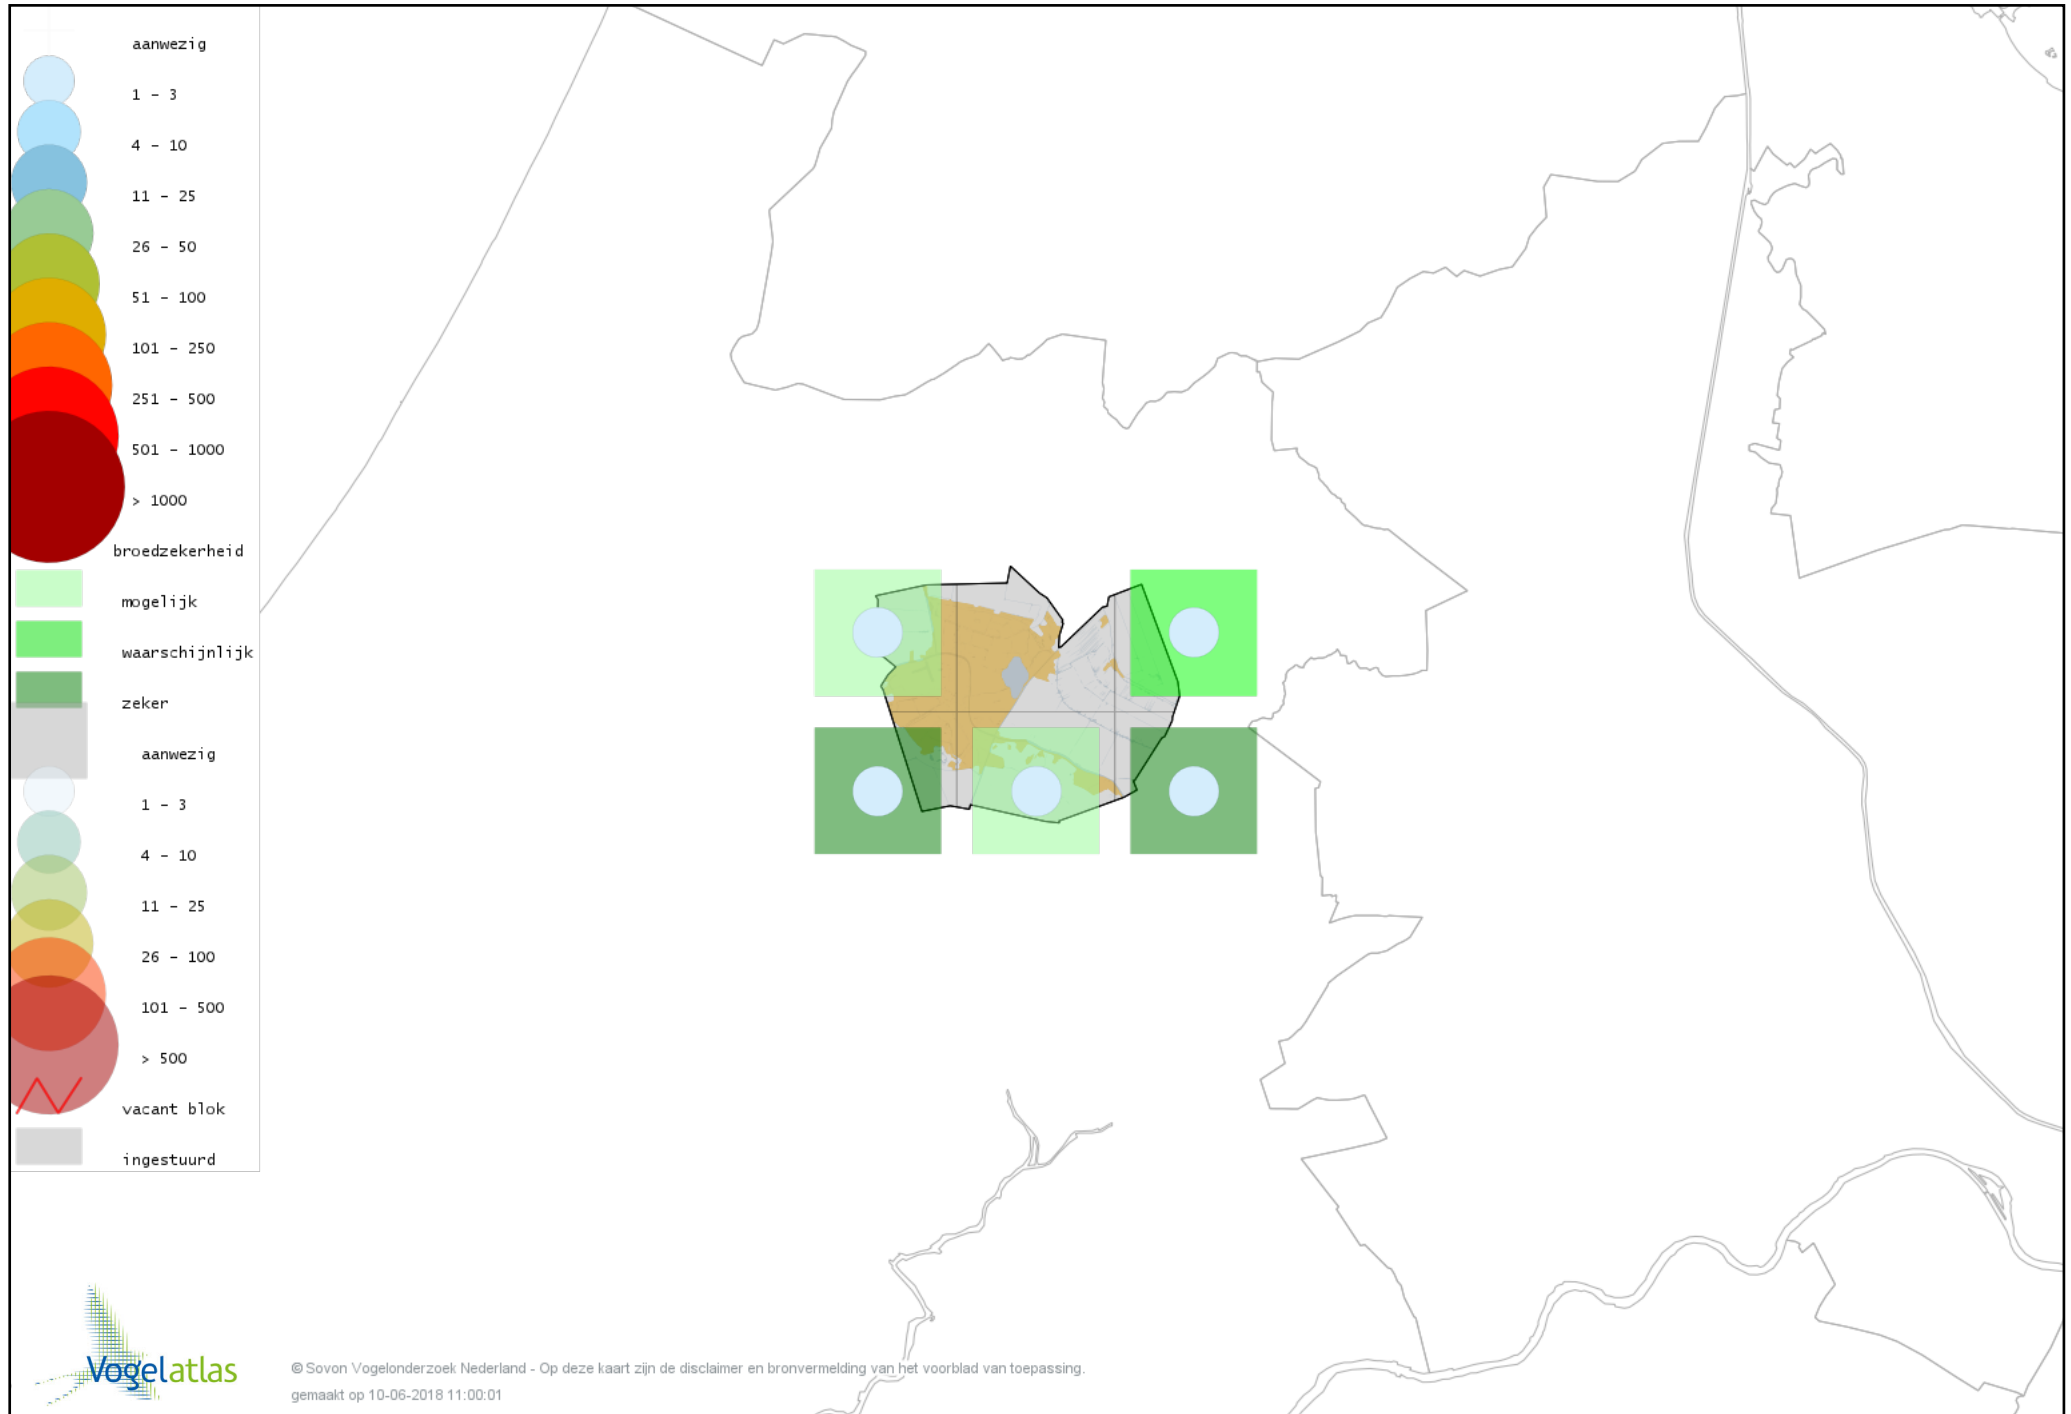 aanwezig
1 – 3
4 – 10
11 – 25
26 – 50
51 – 100
101 – 250
251 – 500
501 – 1000
> 1000
broedzekerheid
mogelijk
waarschijnlijk
zeker
aanwezig
1 – 3
4 – 10
11 – 25
26 – 100
101 – 500
> 500
vacant blok
ingestuurd
Vogelatlas
© Sovon Vogelonderzoek Nederland - Op deze kaart zijn de disclaimer en bronvermelding van het voorblad van toepassing.
gemaakt op 10-06-2018 11:00:01